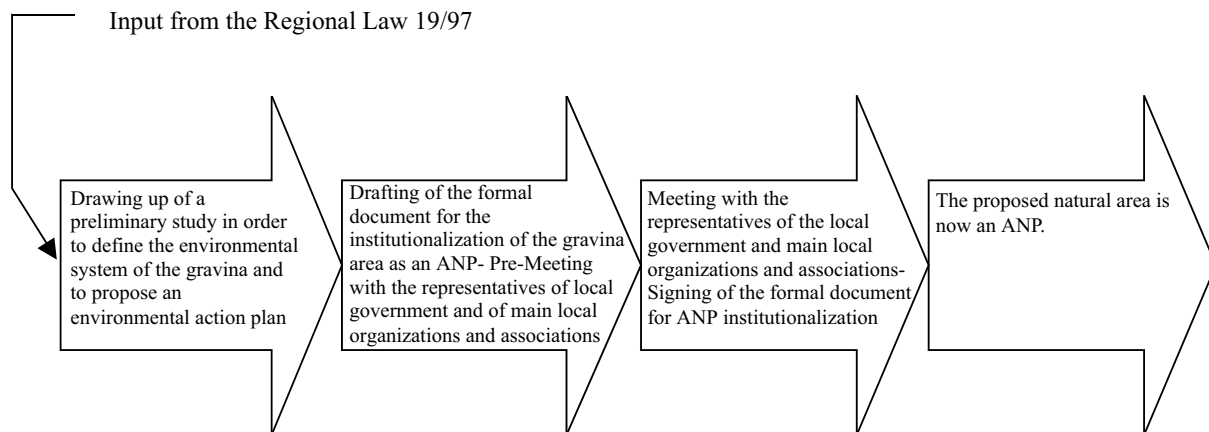 Input from the Regional Law 19/97
Drawing up of a
preliminary study in order
to define the environmental
system of the gravina and
to propose an
environmental action plan
Drafting of the formal
document for the
institutionalization of the gravina
area as an ANP- Pre-Meeting
with the representatives of local
government and of main local
organizations and associations
Meeting with the
representatives of the local
government and main local
organizations and associations-
Signing of the formal document
for ANP institutionalization
The proposed natural area is
now an ANP.